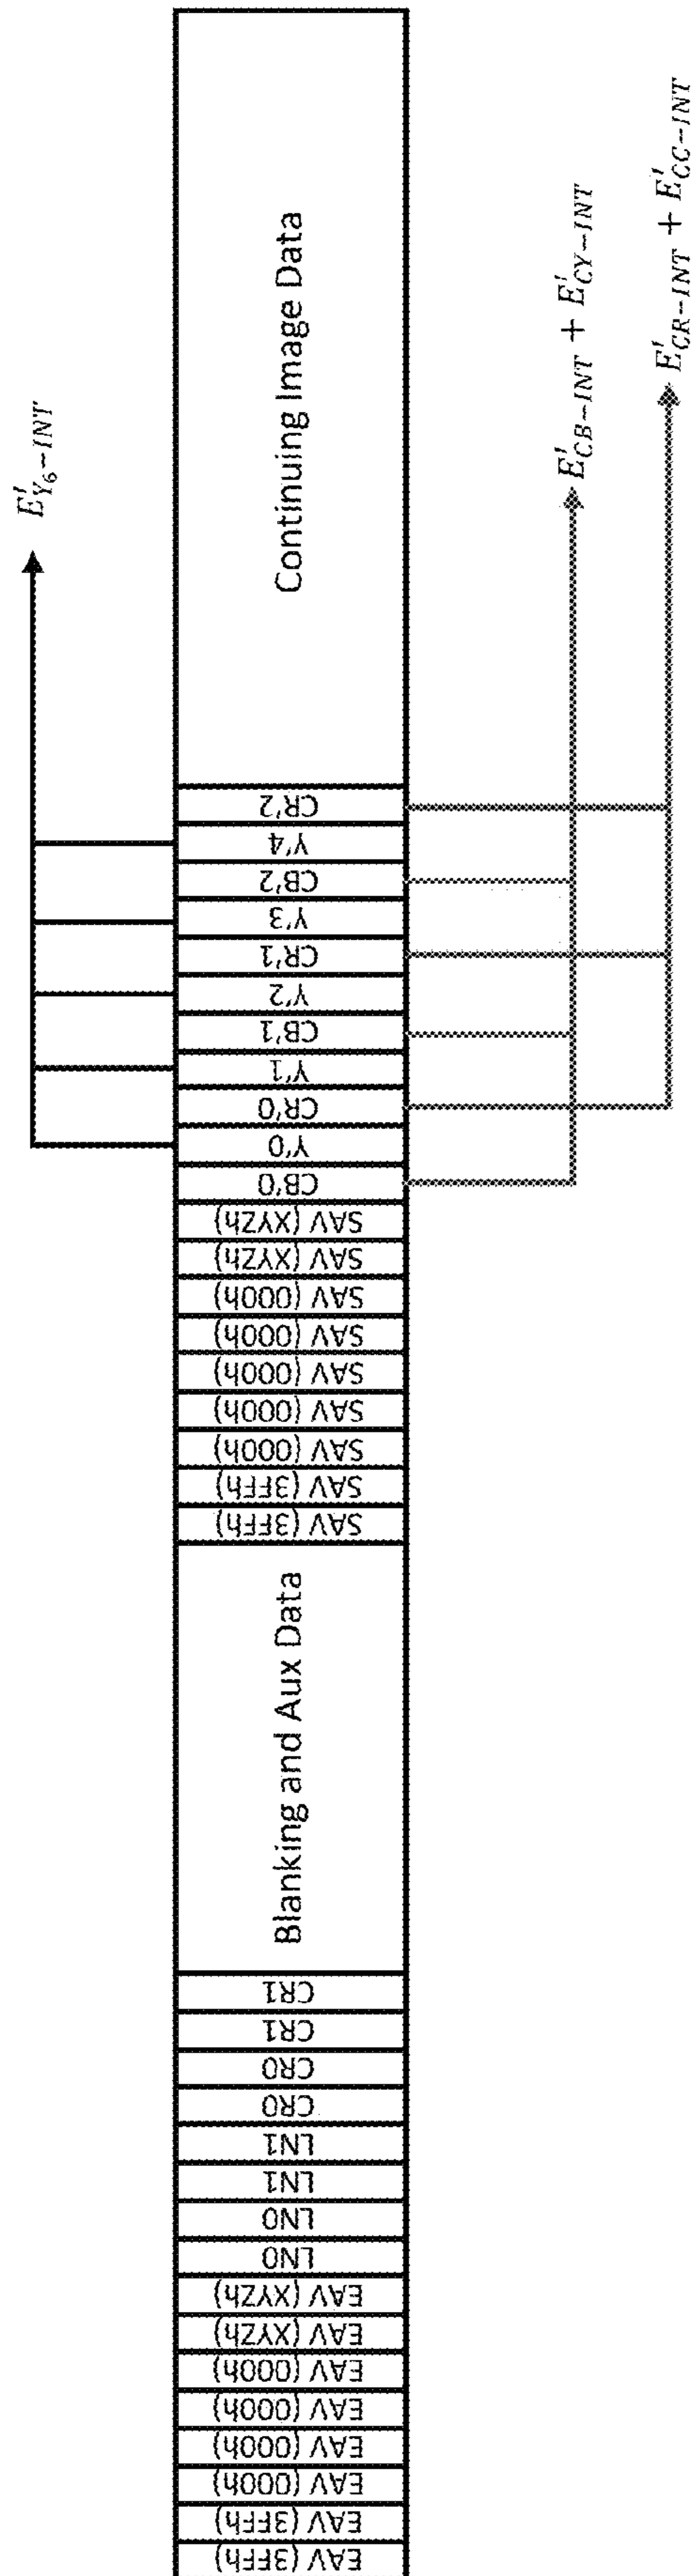 E'Y₆-INT
EAV (3FFh)
EAV (3FFh)
EAV (000h)
EAV (000h)
EAV (000h)
EAV (000h)
EAV (XYZh)
EAV (XYZh)
LN0
LN0
LN1
LN1
CR0
CR0
CR1
CR1
Blanking and Aux Data
SAV (3FFh)
SAV (3FFh)
SAV (000h)
SAV (000h)
SAV (000h)
SAV (000h)
SAV (000h)
SAV (XYZh)
SAV (XYZh)
CB'0
Y'0
CR'0
Y'1
CB'1
Y'2
CR'1
Y'3
CB'2
Y'4
CR'2
Continuing Image Data
E'CB-INT + E'CY-INT
E'CR-INT + E'CC-INT